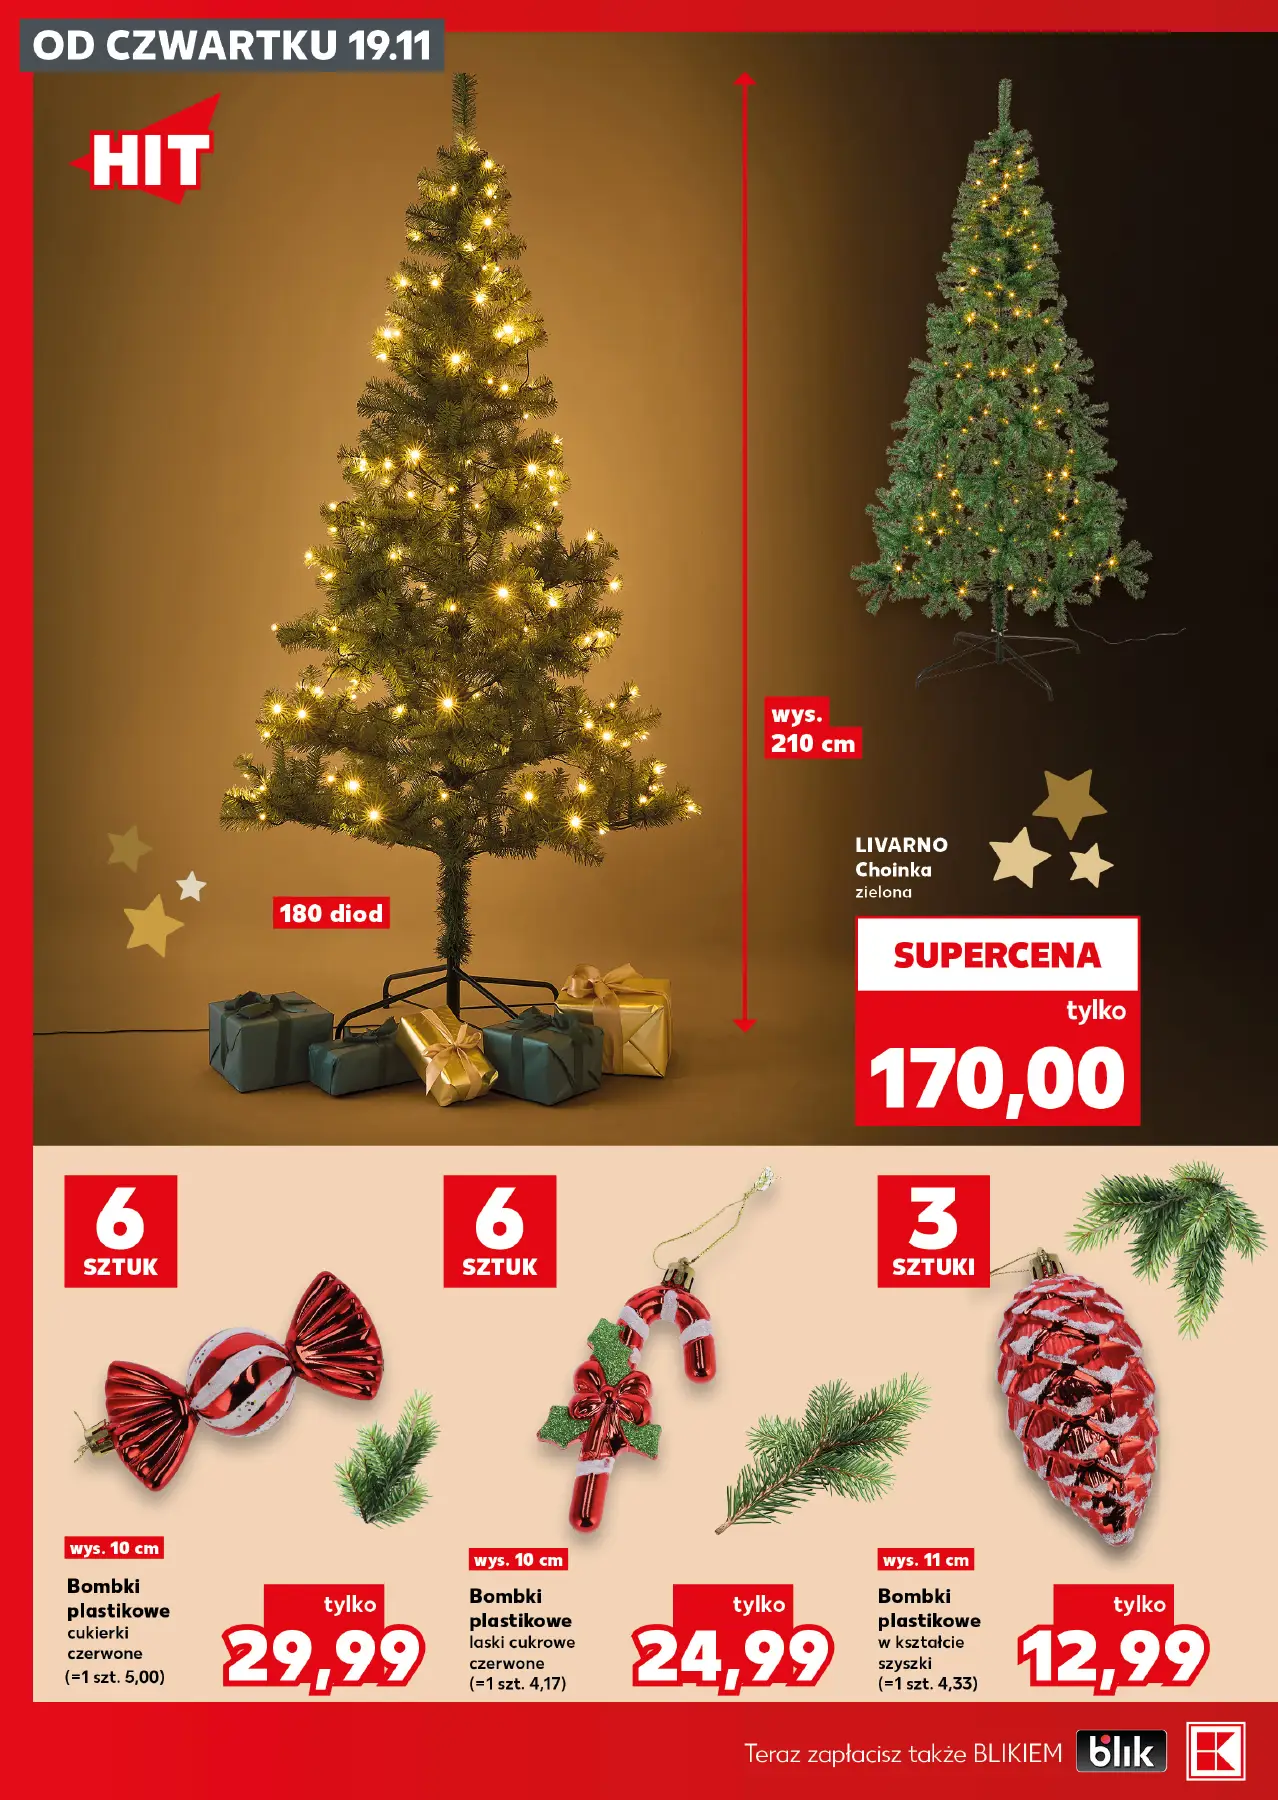 OD CZWARTKU 19.11
HIT
wys.
210 cm
LIVARNO
Choinka
zielona
180 diod
SUPERCENA
tylko
170,00
6
SZTUK
wys. 10 cm
Bombki
plastikowe
cukierki
czerwone
(=1 szt. 5,00)
tylko
29,99
6
SZTUK
wys. 10 cm
Bombki
plastikowe
laski cukrowe
czerwone
(=1 szt. 4,17)
tylko
24,99
3
SZTUKI
wys. 11 cm
Bombki
plastikowe
w kształcie
szyszki
(=1 szt. 4,33)
tylko
12,99
Teraz zapłacisz także BLIKIEM
blik
K